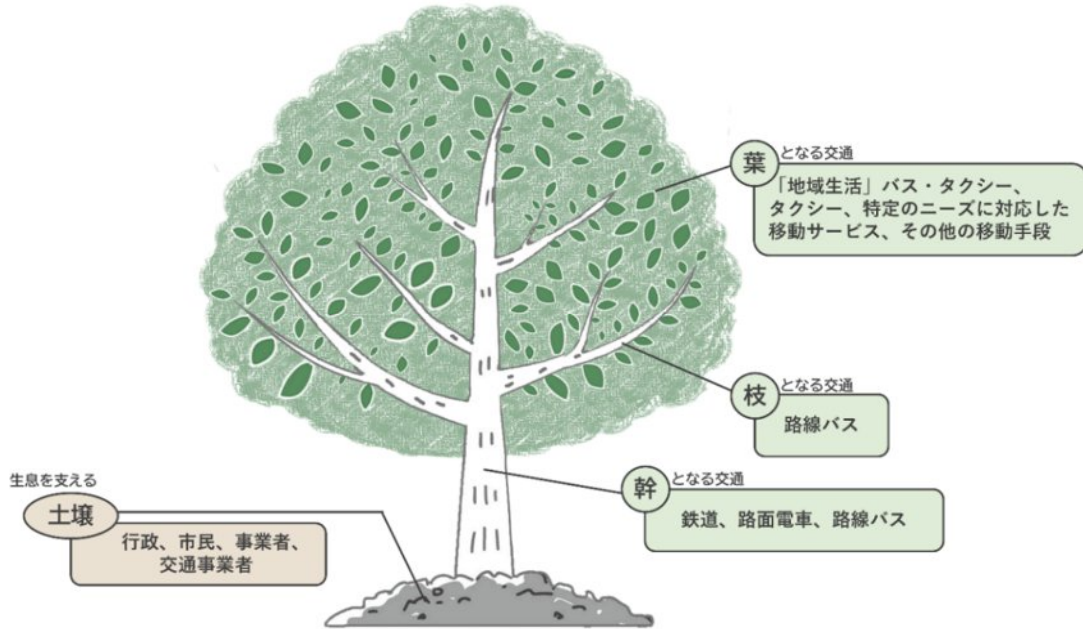 葉となる交通
「地域生活」バス・タクシー、
タクシー、特定のニーズに対応した
移動サービス、その他の移動手段
枝となる交通
路線バス
幹となる交通
鉄道、路面電車、路線バス
生息を支える
土壌
行政、市民、事業者、
交通事業者